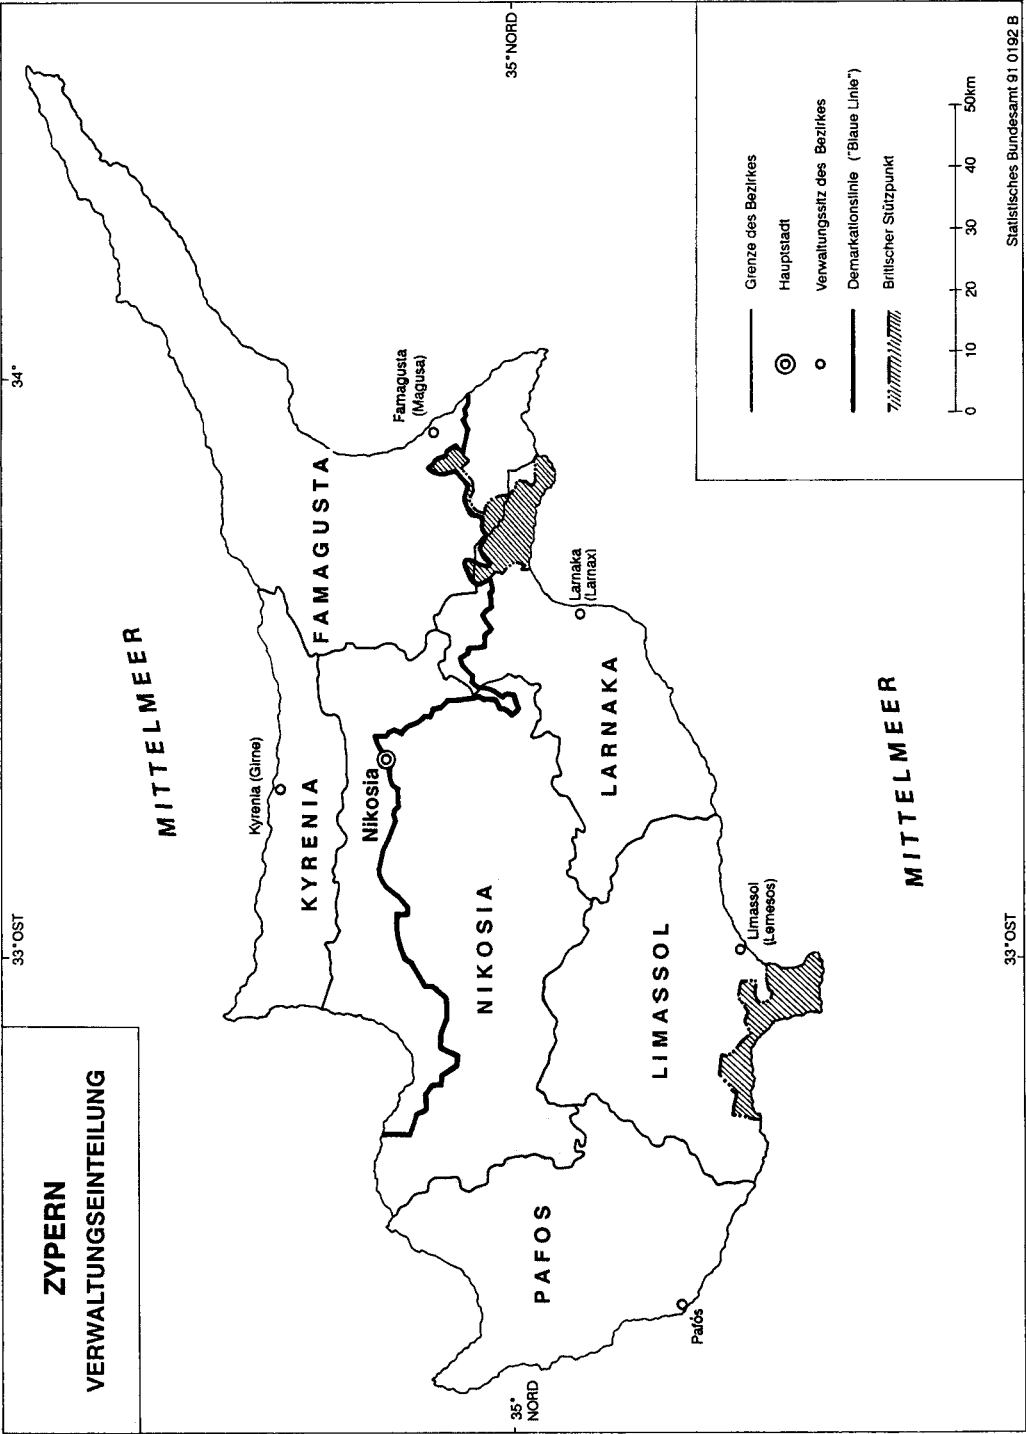 ZYPERN
VERWALTUNGSEINTEILUNG
33°OST
34°
MITTELMEER
Kyrenia (Girne)
KYRENIA
FAMAGUSTA
Nikosia
Famagusta
(Magusa)
NIKOSIA
35°
NORD
35°NORD
PAFOS
Larnaka
(Larnax)
LARNAKA
LIMASSOL
Pafós
Limassol
(Lemesos)
MITTELMEER
33°OST
Grenze des Bezirkes
Hauptstadt
Verwaltungssitz des Bezirkes
Demarkationslinie ("Blaue Linie")
Britischer Stützpunkt
0 10 20 30 40 50km
Statistisches Bundesamt 91 0192 B